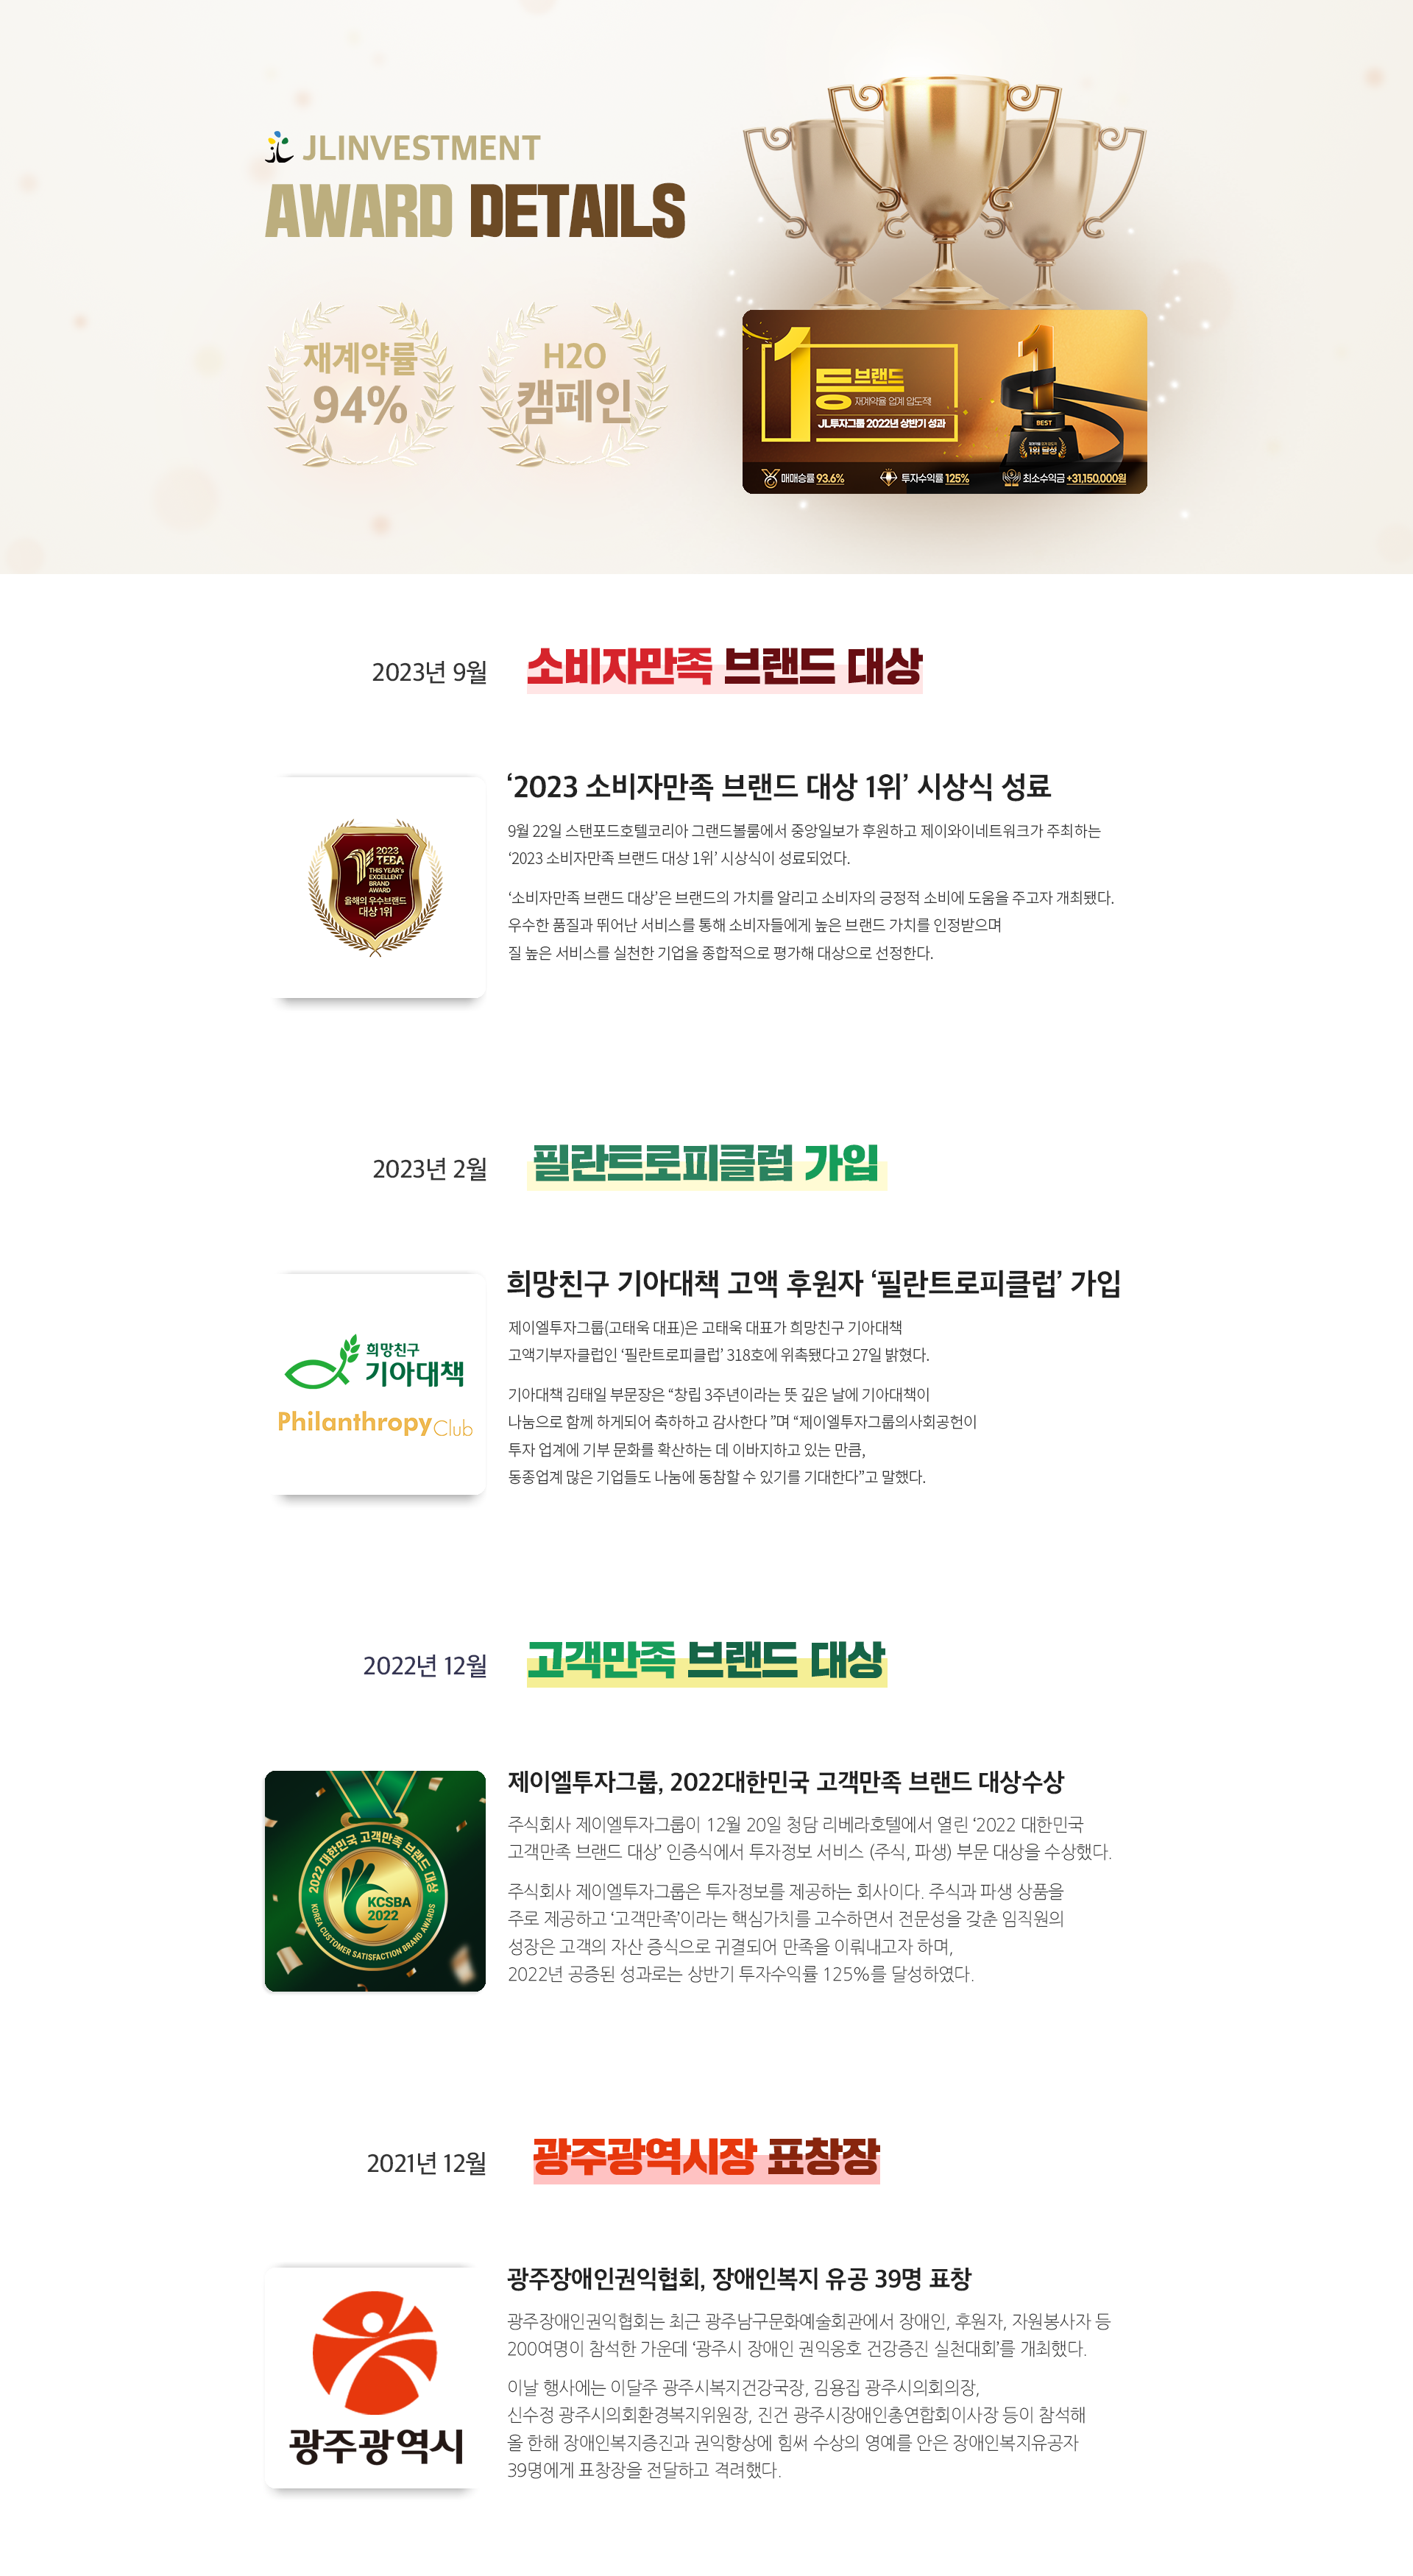 JLINVESTMENT
AWARD DETAILS
재계약률
94%
H2O
캠페인
1등 브랜드
재계약율 업계 압도적
JL투자그룹 2022년 상반기 성과
1
BEST
1위 달성
매매승률 93.6%
투자수익률 125%
최소수익금 +31,150,000원
2023년 9월
소비자만족 브랜드 대상
‘2023 소비자만족 브랜드 대상 1위’ 시상식 성료
9월 22일 스탠포드호텔코리아 그랜드볼룸에서 중앙일보가 후원하고 제이와이네트워크가 주최하는
‘2023 소비자만족 브랜드 대상 1위’ 시상식이 성료되었다.
‘소비자만족 브랜드 대상’은 브랜드의 가치를 알리고 소비자의 긍정적 소비에 도움을 주고자 개최됐다.
우수한 품질과 뛰어난 서비스를 통해 소비자들에게 높은 브랜드 가치를 인정받으며
질 높은 서비스를 실천한 기업을 종합적으로 평가해 대상으로 선정한다.
2023
TEBA
THIS YEAR's
EXCELLENT
BRAND
AWARD
올해의 우수브랜드
대상 1위
2023년 2월
필란트로피클럽 가입
희망친구 기아대책 고액 후원자 ‘필란트로피클럽’ 가입
제이엘투자그룹(고태욱 대표)은 고태욱 대표가 희망친구 기아대책
고액기부자클럽인 ‘필란트로피클럽’ 318호에 위촉됐다고 27일 밝혔다.
기아대책 김태일 부문장은 “창립 3주년이라는 뜻 깊은 날에 기아대책이
나눔으로 함께 하게되어 축하하고 감사한다 ”며 “제이엘투자그룹의사회공헌이
투자 업계에 기부 문화를 확산하는 데 이바지하고 있는 만큼,
동종업계 많은 기업들도 나눔에 동참할 수 있기를 기대한다”고 말했다.
희망친구
기아대책
Philanthropy Club
2022년 12월
고객만족 브랜드 대상
제이엘투자그룹, 2022대한민국 고객만족 브랜드 대상수상
주식회사 제이엘투자그룹이 12월 20일 청담 리베라호텔에서 열린 ‘2022 대한민국
고객만족 브랜드 대상’ 인증식에서 투자정보 서비스 (주식, 파생) 부문 대상을 수상했다.
주식회사 제이엘투자그룹은 투자정보를 제공하는 회사이다. 주식과 파생 상품을
주로 제공하고 ‘고객만족’이라는 핵심가치를 고수하면서 전문성을 갖춘 임직원의
성장은 고객의 자산 증식으로 귀결되어 만족을 이뤄내고자 하며,
2022년 공증된 성과로는 상반기 투자수익률 125%를 달성하였다.
2022 대한민국 고객만족 브랜드 대상
KCSBA
2022
KOREA CUSTOMER SATISFACTION BRAND AWARDS
2021년 12월
광주광역시장 표창장
광주장애인권익협회, 장애인복지 유공 39명 표창
광주장애인권익협회는 최근 광주남구문화예술회관에서 장애인, 후원자, 자원봉사자 등
200여명이 참석한 가운데 ‘광주시 장애인 권익옹호 건강증진 실천대회’를 개최했다.
이날 행사에는 이달주 광주시복지건강국장, 김용집 광주시의회의장,
신수정 광주시의회환경복지위원장, 진건 광주시장애인총연합회이사장 등이 참석해
올 한해 장애인복지증진과 권익향상에 힘써 수상의 영예를 안은 장애인복지유공자
39명에게 표창장을 전달하고 격려했다.
광주광역시